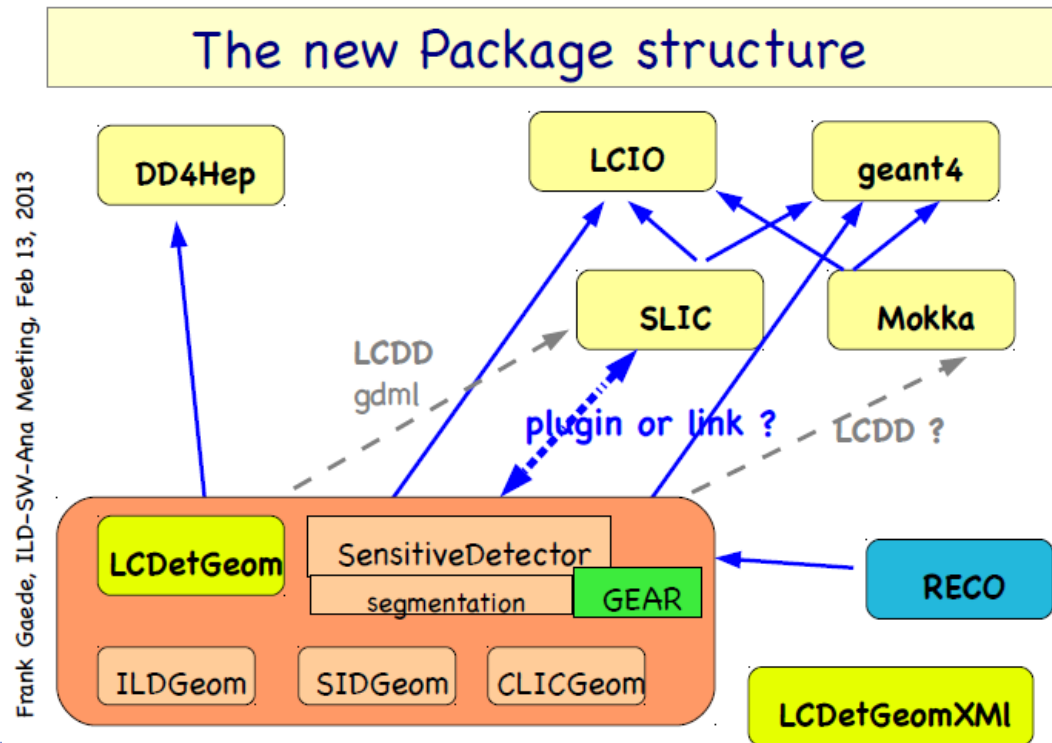 The new Package structure
Frank Gaede, ILD-SW-Ana Meeting, Feb 13, 2013
DD4Hep
LCIO
geant4
SLIC
Mokka
LCDD
gdml
plugin or link ?
LCDD ?
LCDetGeom
SensitiveDetector
segmentation
GEAR
RECO
ILDGeom
SIDGeom
CLICGeom
LCDetGeomXMl